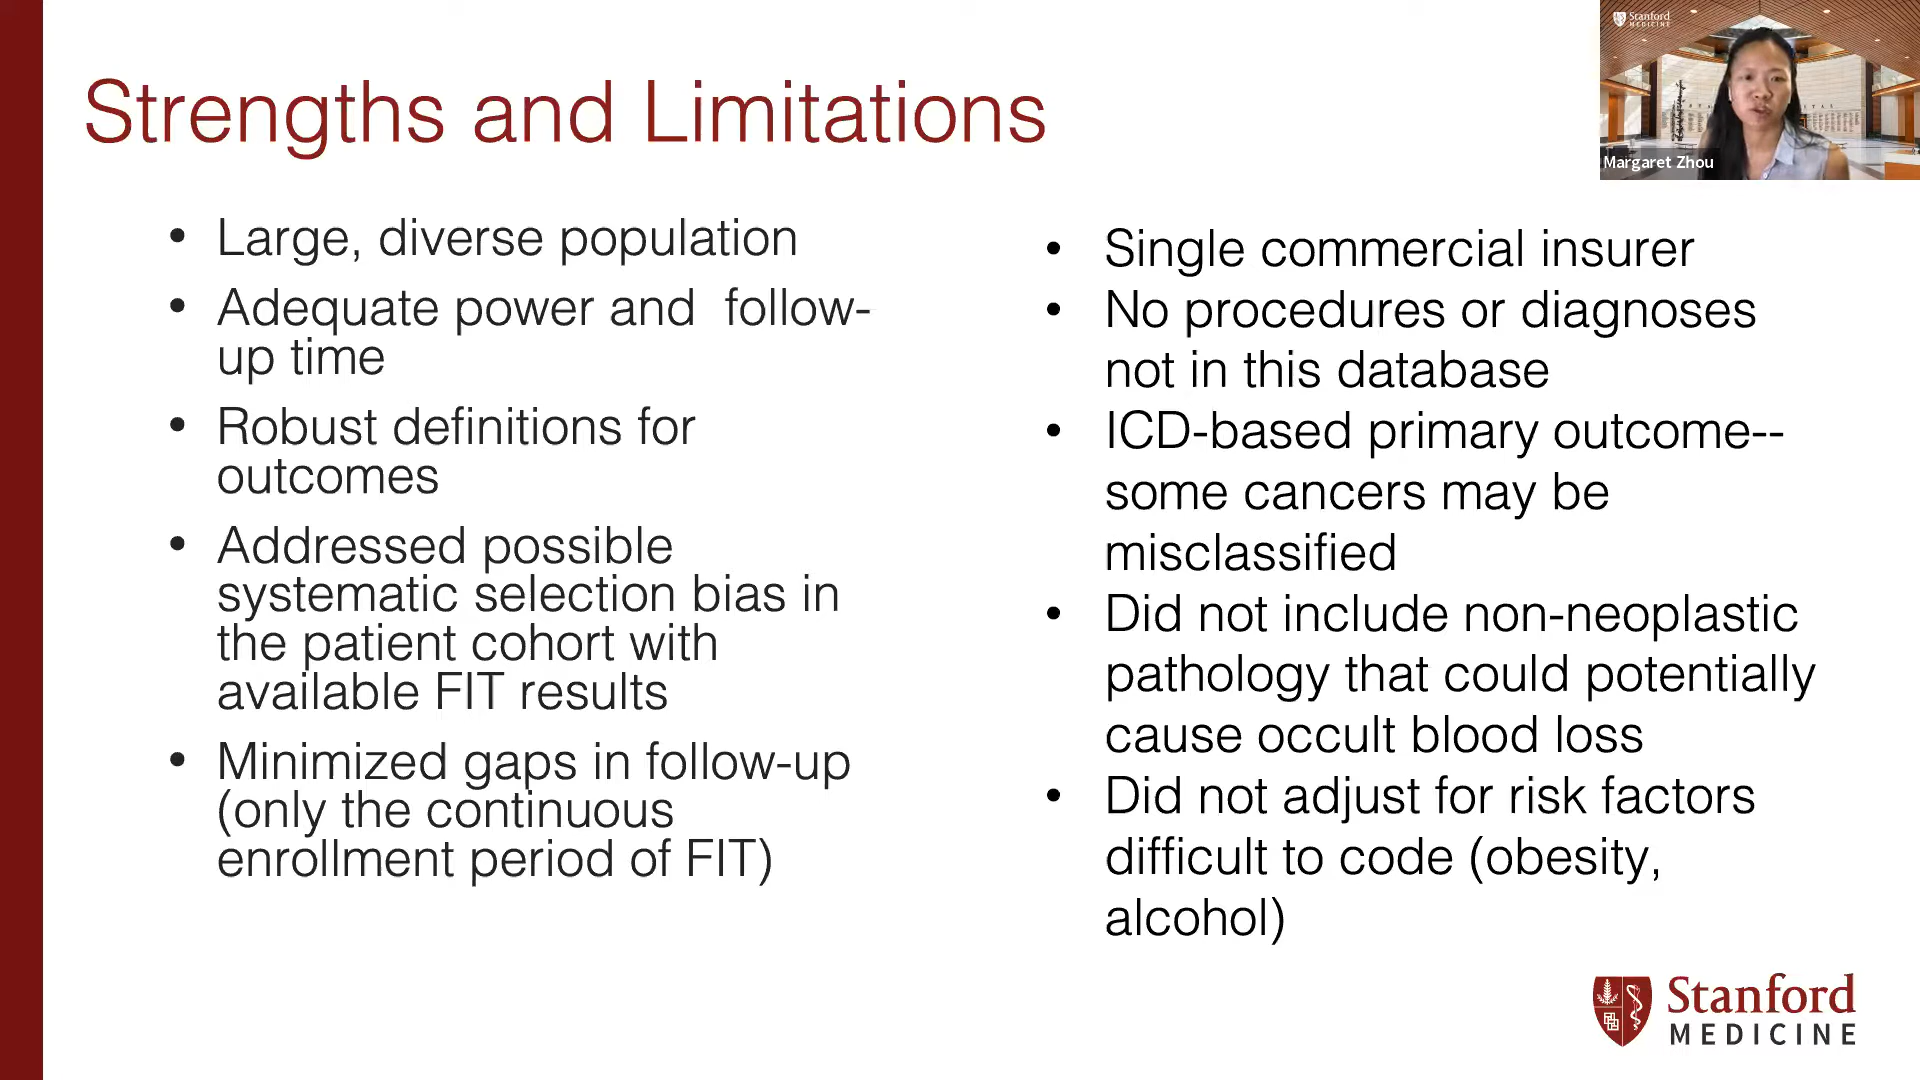 Strengths and Limitations
Stanford
MEDICINE
Margaret Zhou
• Large, diverse population
• Adequate power and  follow-
up time
• Robust definitions for
outcomes
• Addressed possible
systematic selection bias in
the patient cohort with
available FIT results
• Minimized gaps in follow-up
(only the continuous
enrollment period of FIT)
• Single commercial insurer
• No procedures or diagnoses
not in this database
• ICD-based primary outcome--
some cancers may be
misclassified
• Did not include non-neoplastic
pathology that could potentially
cause occult blood loss
• Did not adjust for risk factors
difficult to code (obesity,
alcohol)
Stanford
MEDICINE